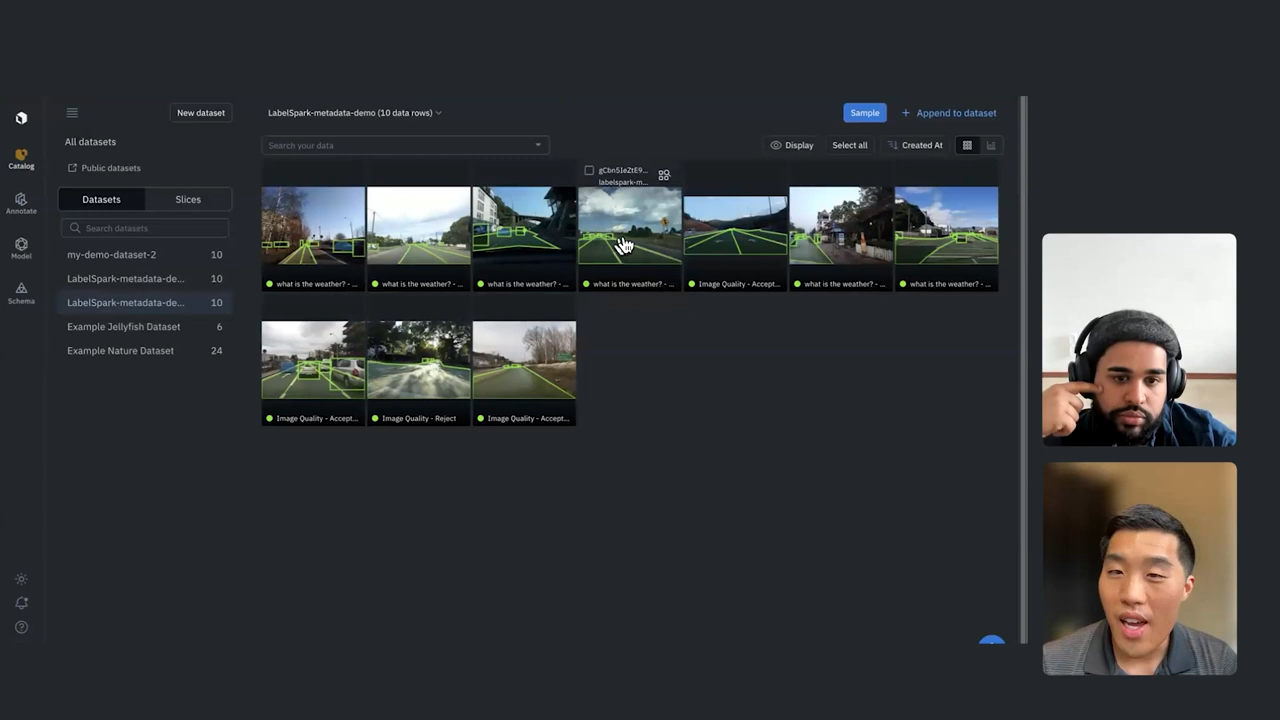 New dataset
LabelSpark-metadata-demo (10 data rows)
Sample
+ Append to dataset
All datasets
Search your data
Display
Select all
Created At
Catalog
Public datasets
gCbn51eZtE9...
labelspark-m...
Datasets
Slices
Annotate
Search datasets
my-demo-dataset-2 10
Model
LabelSpark-metadata-de... 10
what is the weather? - ...
what is the weather? - ...
what is the weather? - ...
what is the weather? - ...
Image Quality - Accept...
what is the weather? - ...
what is the weather? - ...
Schema
LabelSpark-metadata-de... 10
Example Jellyfish Dataset 6
Example Nature Dataset 24
Image Quality - Accept...
Image Quality - Reject
Image Quality - Accept...